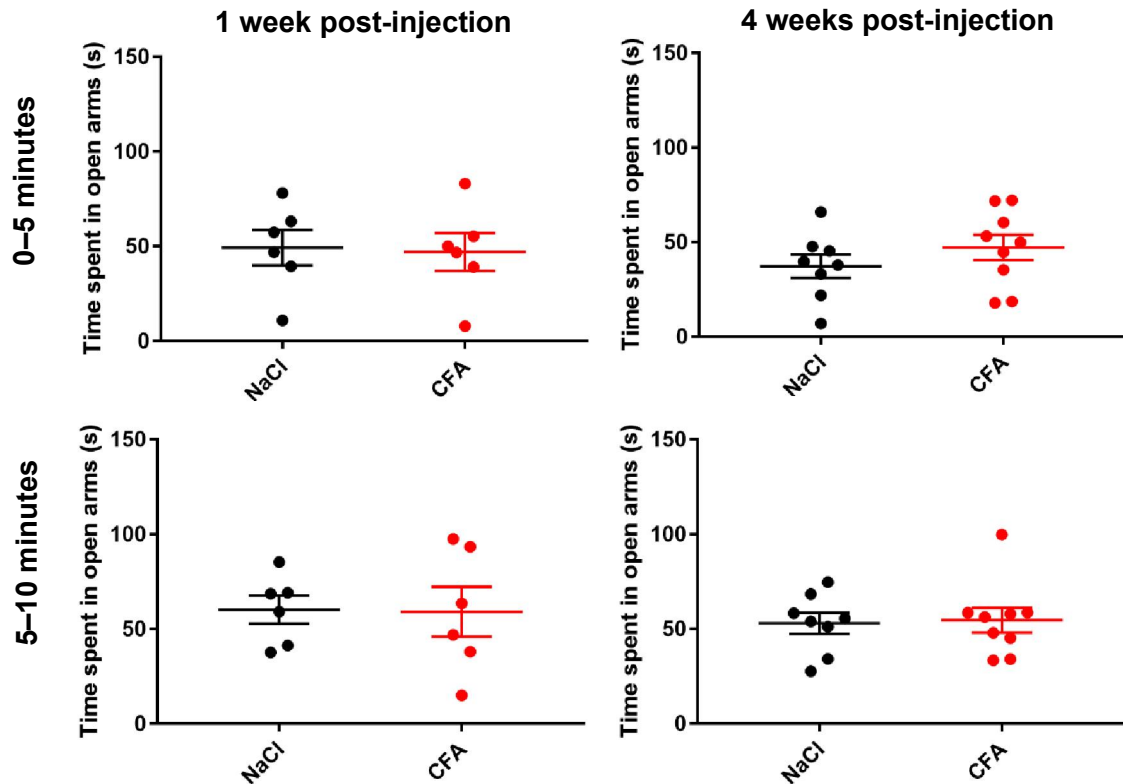 1 week post-injection
4 weeks post-injection
0–5 minutes
Time spent in open arms (s)
150
100
50
0
NaCl
CFA
Time spent in open arms (s)
150
100
50
0
NaCl
CFA
5–10 minutes
Time spent in open arms (s)
150
100
50
0
NaCl
CFA
Time spent in open arms (s)
150
100
50
0
NaCl
CFA